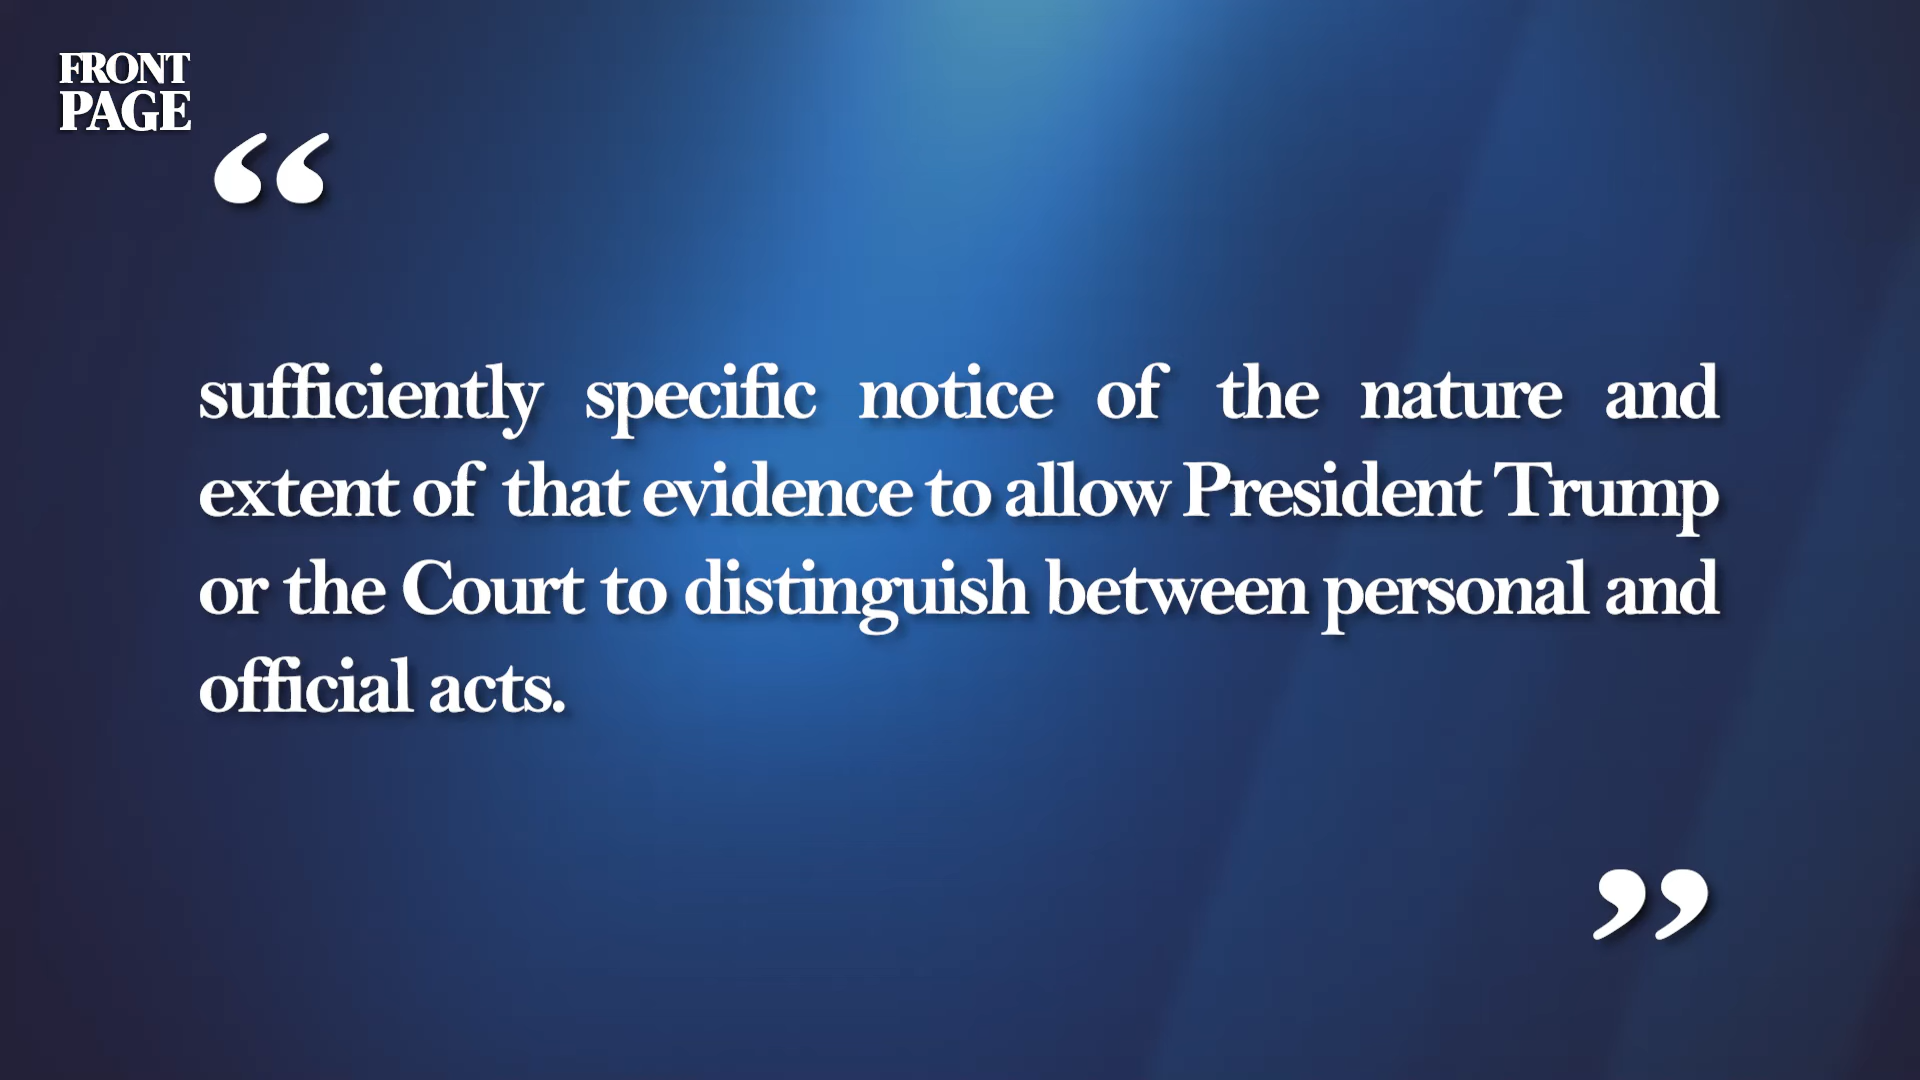 FRONT
PAGE
“
sufficiently specific notice of the nature and
extent of that evidence to allow President Trump
or the Court to distinguish between personal and
official acts.
”